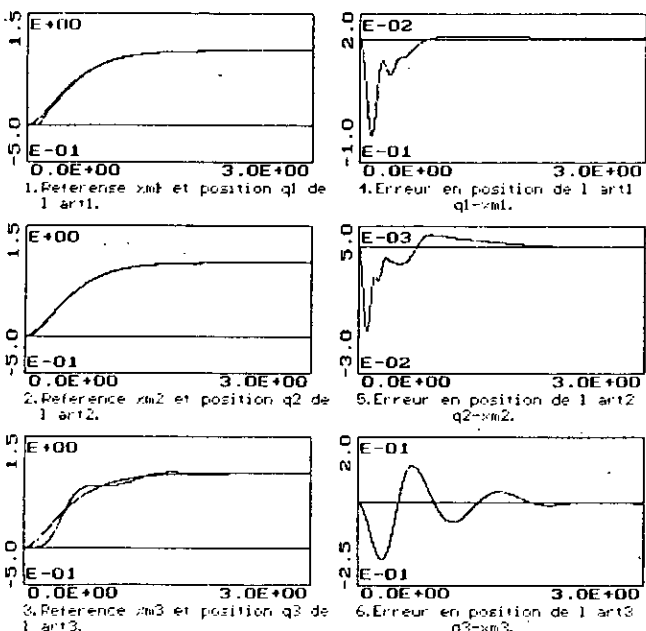 1.5
E+00
-5.0
E-01
0.0E+00 3.0E+00
1.Referense xm1 et position q1 de
l art1.
2.0
E-02
-1.0
E-01
0.0E+00 3.0E+00
4.Erreur en position de l art1
q1-xm1.
1.5
E+00
-5.0
E-01
0.0E+00 3.0E+00
2.Reference xm2 et position q2 de
l art2.
5.0
E-03
-3.0
E-02
0.0E+00 3.0E+00
5.Erreur en position de l art2
q2-xm2.
1.5
E+00
-5.0
E-01
0.0E+00 3.0E+00
3.Reference xm3 et position q3 de
l art3.
2.0
E-01
-2.5
E-01
0.0E+00 3.0E+00
6.Erreur en position de l art3
q3-xm3.